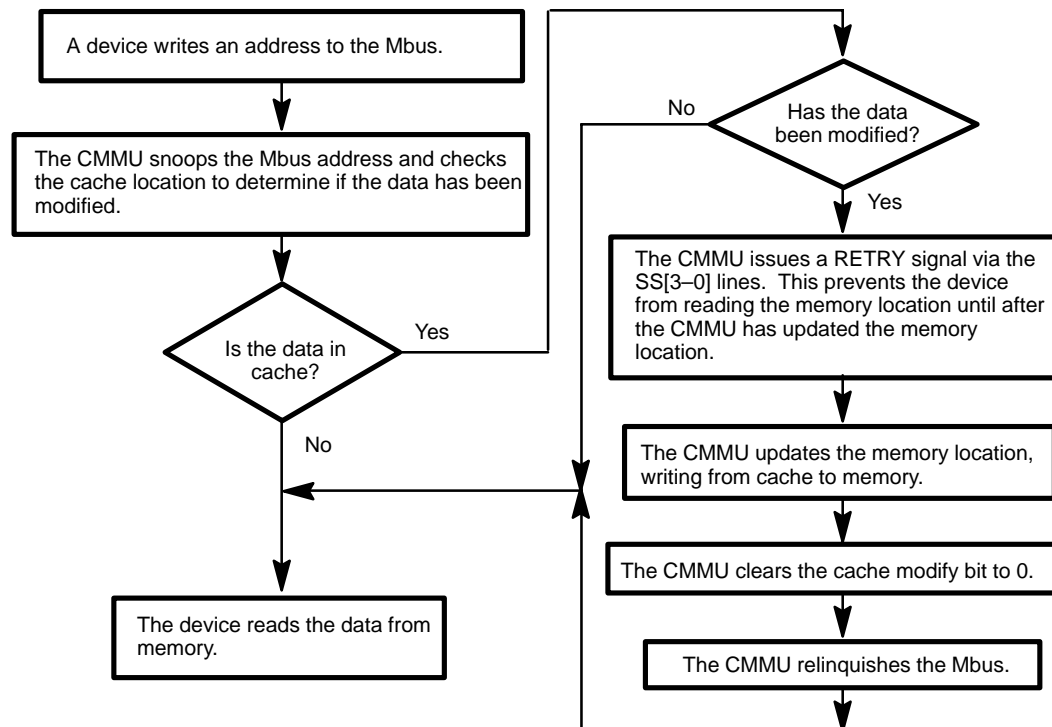 A device writes an address to the Mbus.
The CMMU snoops the Mbus address and checks
the cache location to determine if the data has been
modified.
Is the data in
cache?
Yes
No
The device reads the data from
memory.
Has the data
been modified?
No
Yes
The CMMU issues a RETRY signal via the
SS[3–0] lines. This prevents the device
from reading the memory location until after
the CMMU has updated the memory
location.
The CMMU updates the memory location,
writing from cache to memory.
The CMMU clears the cache modify bit to 0.
The CMMU relinquishes the Mbus.